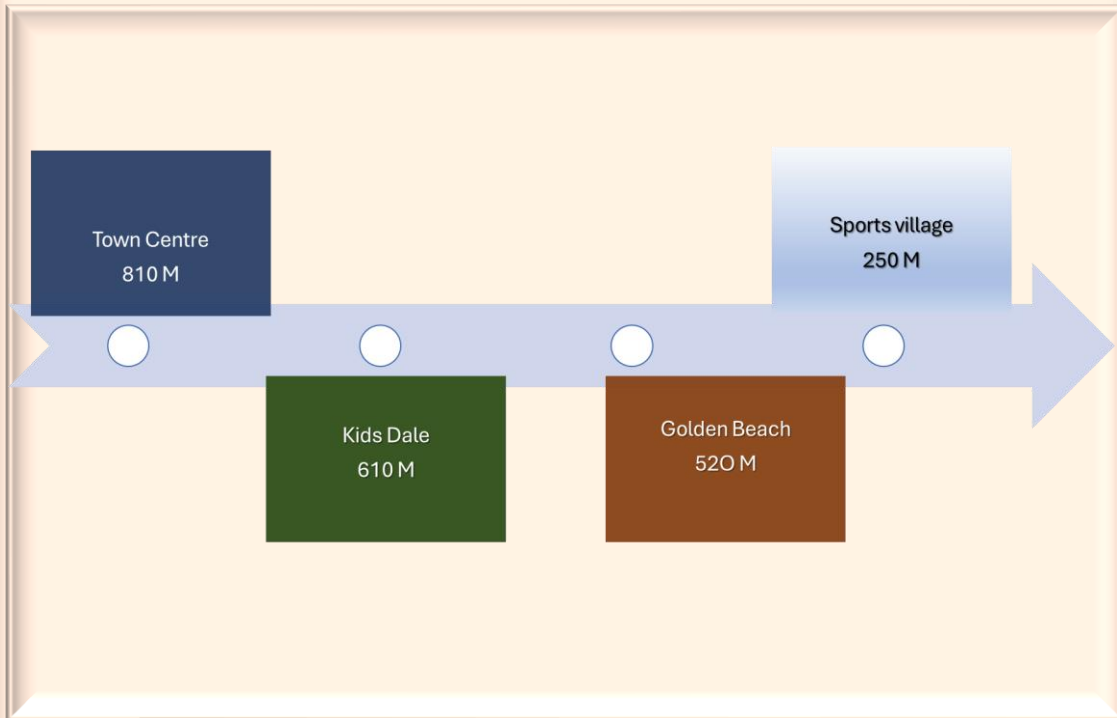 Town Centre
810 M
Kids Dale
610 M
Golden Beach
52O M
Sports village
250 M